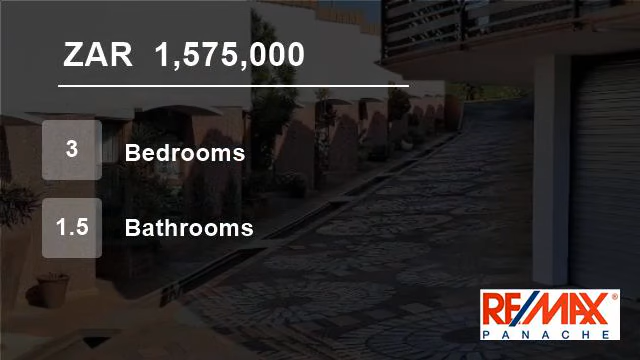 ZAR 1,575,000
3
Bedrooms
1.5
Bathrooms
RE/MAX®
PANACHE